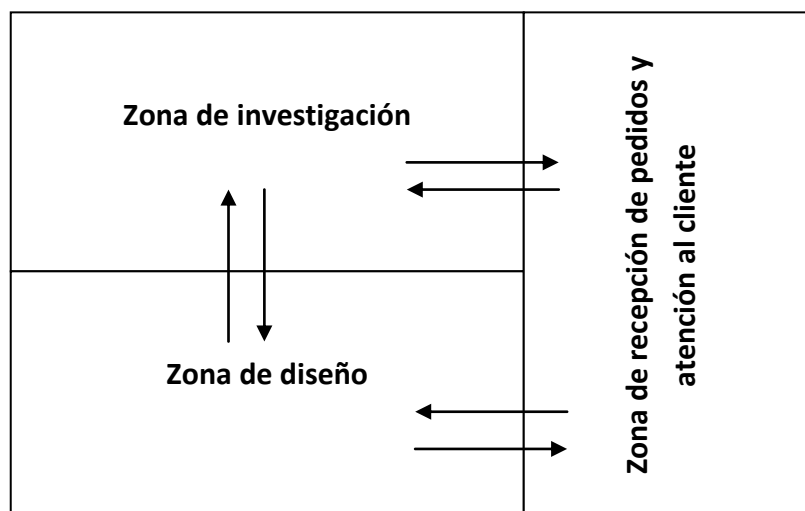 Zona de investigación
Zona de diseño
Zona de recepción de pedidos y
atención al cliente